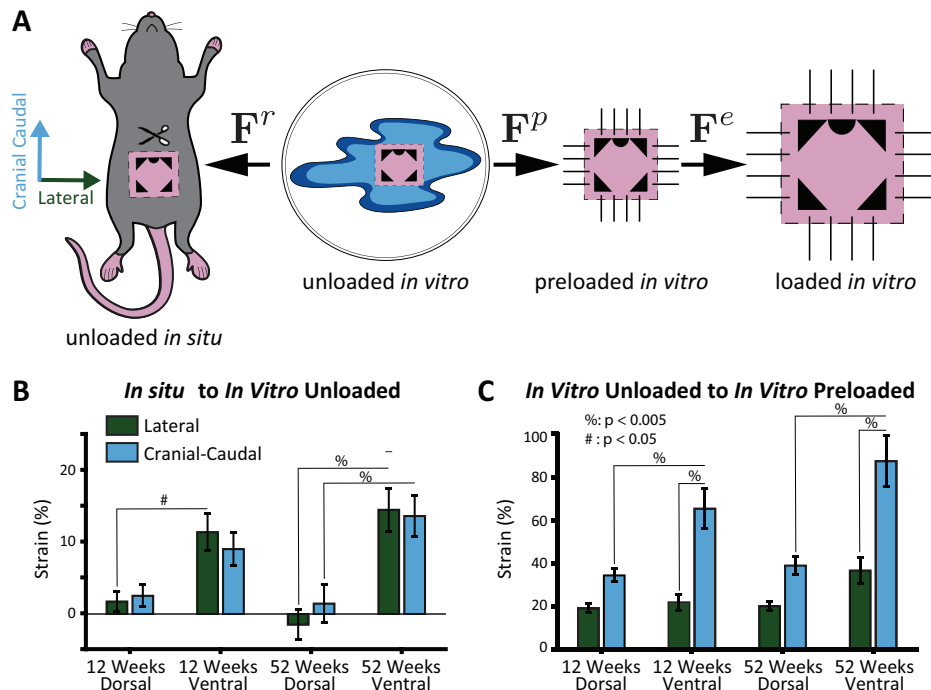 A
Cranial Caudal
Lateral
F^r
F^p
F^e
unloaded in situ
unloaded in vitro
preloaded in vitro
loaded in vitro
B
In situ to In Vitro Unloaded
Lateral
Cranial-Caudal
Strain (%)
20
10
0
#
%
%
12 Weeks Dorsal
12 Weeks Ventral
52 Weeks Dorsal
52 Weeks Ventral
C
In Vitro Unloaded to In Vitro Preloaded
%: p < 0.005
# : p < 0.05
Strain (%)
100
80
60
40
20
0
%
%
%
%
12 Weeks Dorsal
12 Weeks Ventral
52 Weeks Dorsal
52 Weeks Ventral